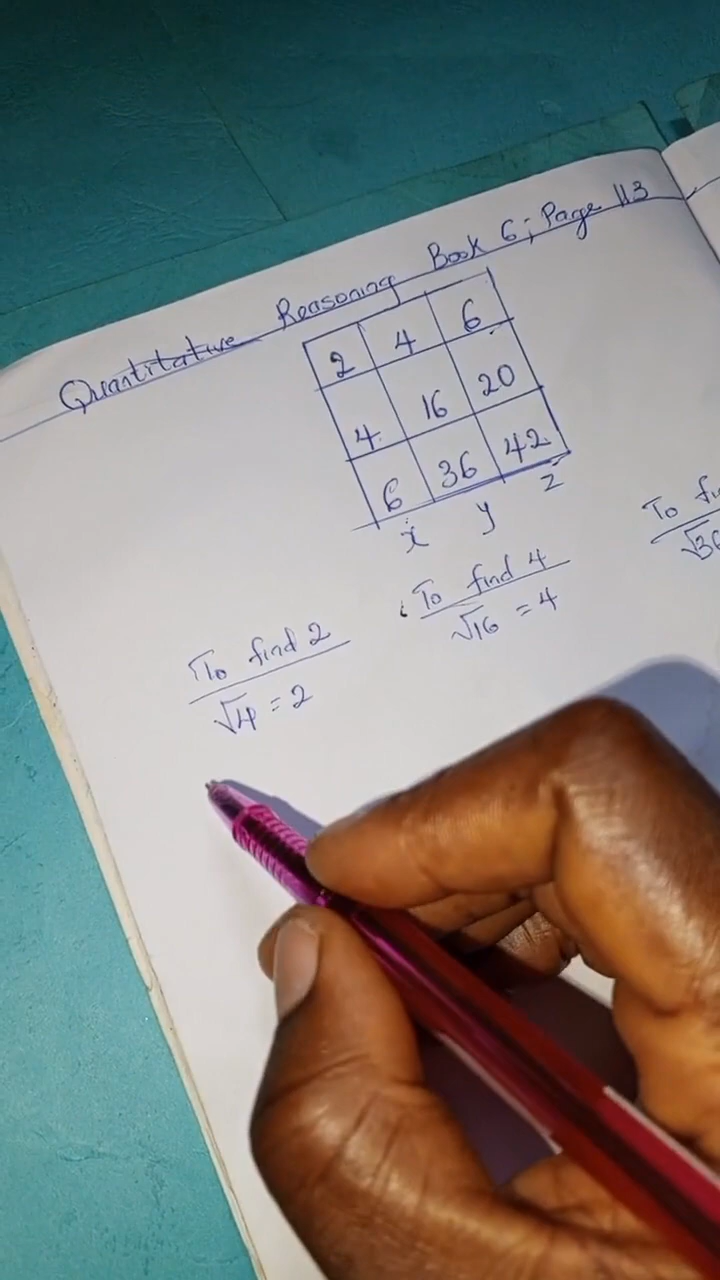 Quantitative Reasoning Book 6; Page 113
2 4 6
4 16 20
6 36 42
x y z
To find 2
√4 = 2
To find 4
√16 = 4
To